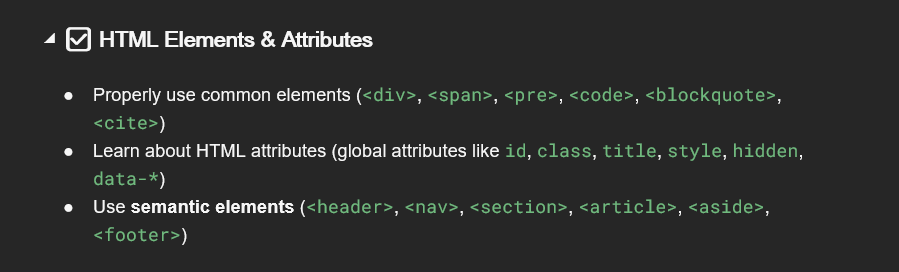 HTML Elements & Attributes
● Properly use common elements (<div>, <span>, <pre>, <code>, <blockquote>,
<cite>)
● Learn about HTML attributes (global attributes like id, class, title, style, hidden,
data-*)
● Use semantic elements (<header>, <nav>, <section>, <article>, <aside>,
<footer>)